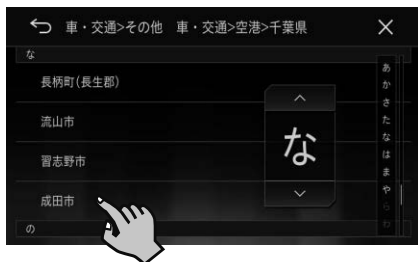 車・交通>その他 車・交通>空港>千葉県
な
長柄町(長生郡)
流山市
習志野市
成田市
の
な
あ
か
さ
た
な
は
ま
や
ら
わ